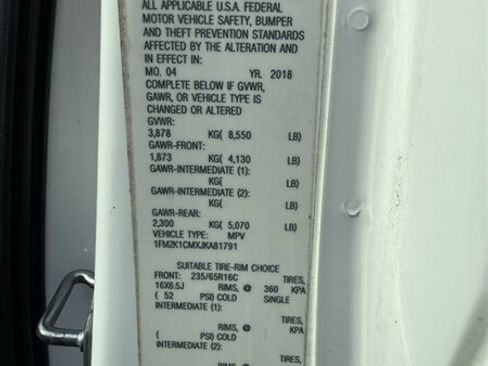 ALL APPLICABLE U.S.A. FEDERAL
MOTOR VEHICLE SAFETY, BUMPER
AND THEFT PREVENTION STANDARDS
AFFECTED BY THE ALTERATION AND
IN EFFECT IN:
MO. 04 YR. 2018
COMPLETE BELOW IF GVWR,
GAWR, OR VEHICLE TYPE IS
CHANGED OR ALTERED
GVWR:
3,878 KG( 8,550 LB)
GAWR-FRONT:
1,873 KG( 4,130 LB)
GAWR-INTERMEDIATE (1):
KG( LB)
GAWR-INTERMEDIATE (2):
KG( LB)
GAWR-REAR:
2,300 KG( 5,070 LB)
VEHICLE TYPE: MPV
1FMZK1CMXJKA81791
SUITABLE TIRE-RIM CHOICE
FRONT: 235/65R16C TIRES,
16X6.5J RIMS, @ 360 KPA
( 52 PSI) COLD SINGLE
INTERMEDIATE (1):
TIRES,
RIMS, @ KPA
( PSI) COLD
INTERMEDIATE (2):
TIRES,
RIMS, @ KPA